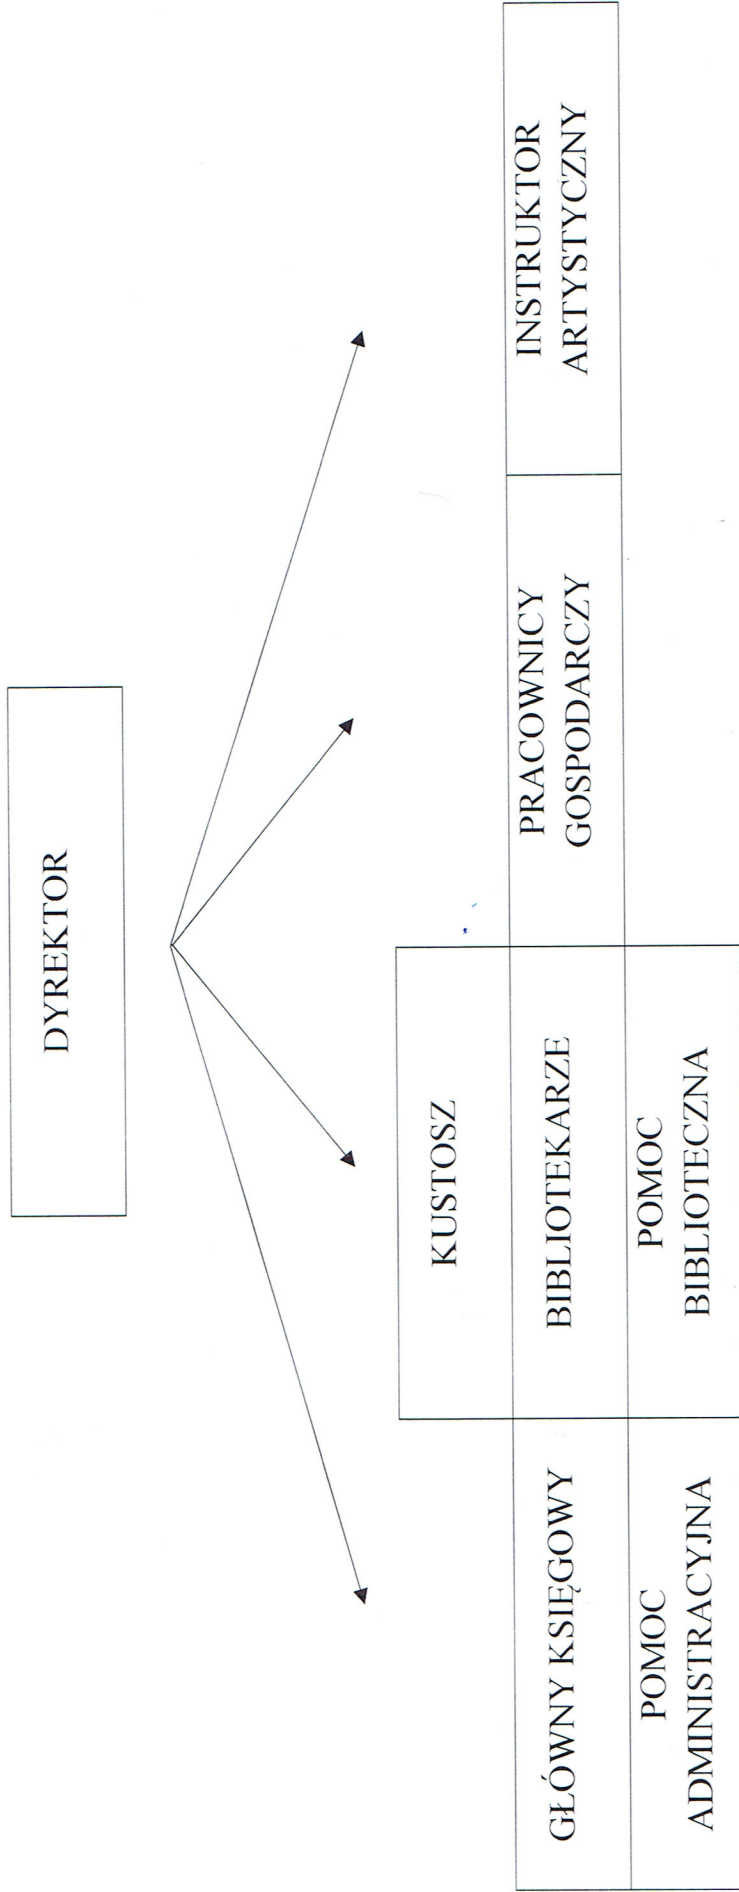 DYREKTOR
KUSTOSZ
GŁÓWNY KSIĘGOWY
BIBLIOTEKARZE
PRACOWNICY
GOSPODARCZY
INSTRUKTOR
ARTYSTYCZNY
POMOC
ADMINISTRACYJNA
POMOC
BIBLIOTECZNA